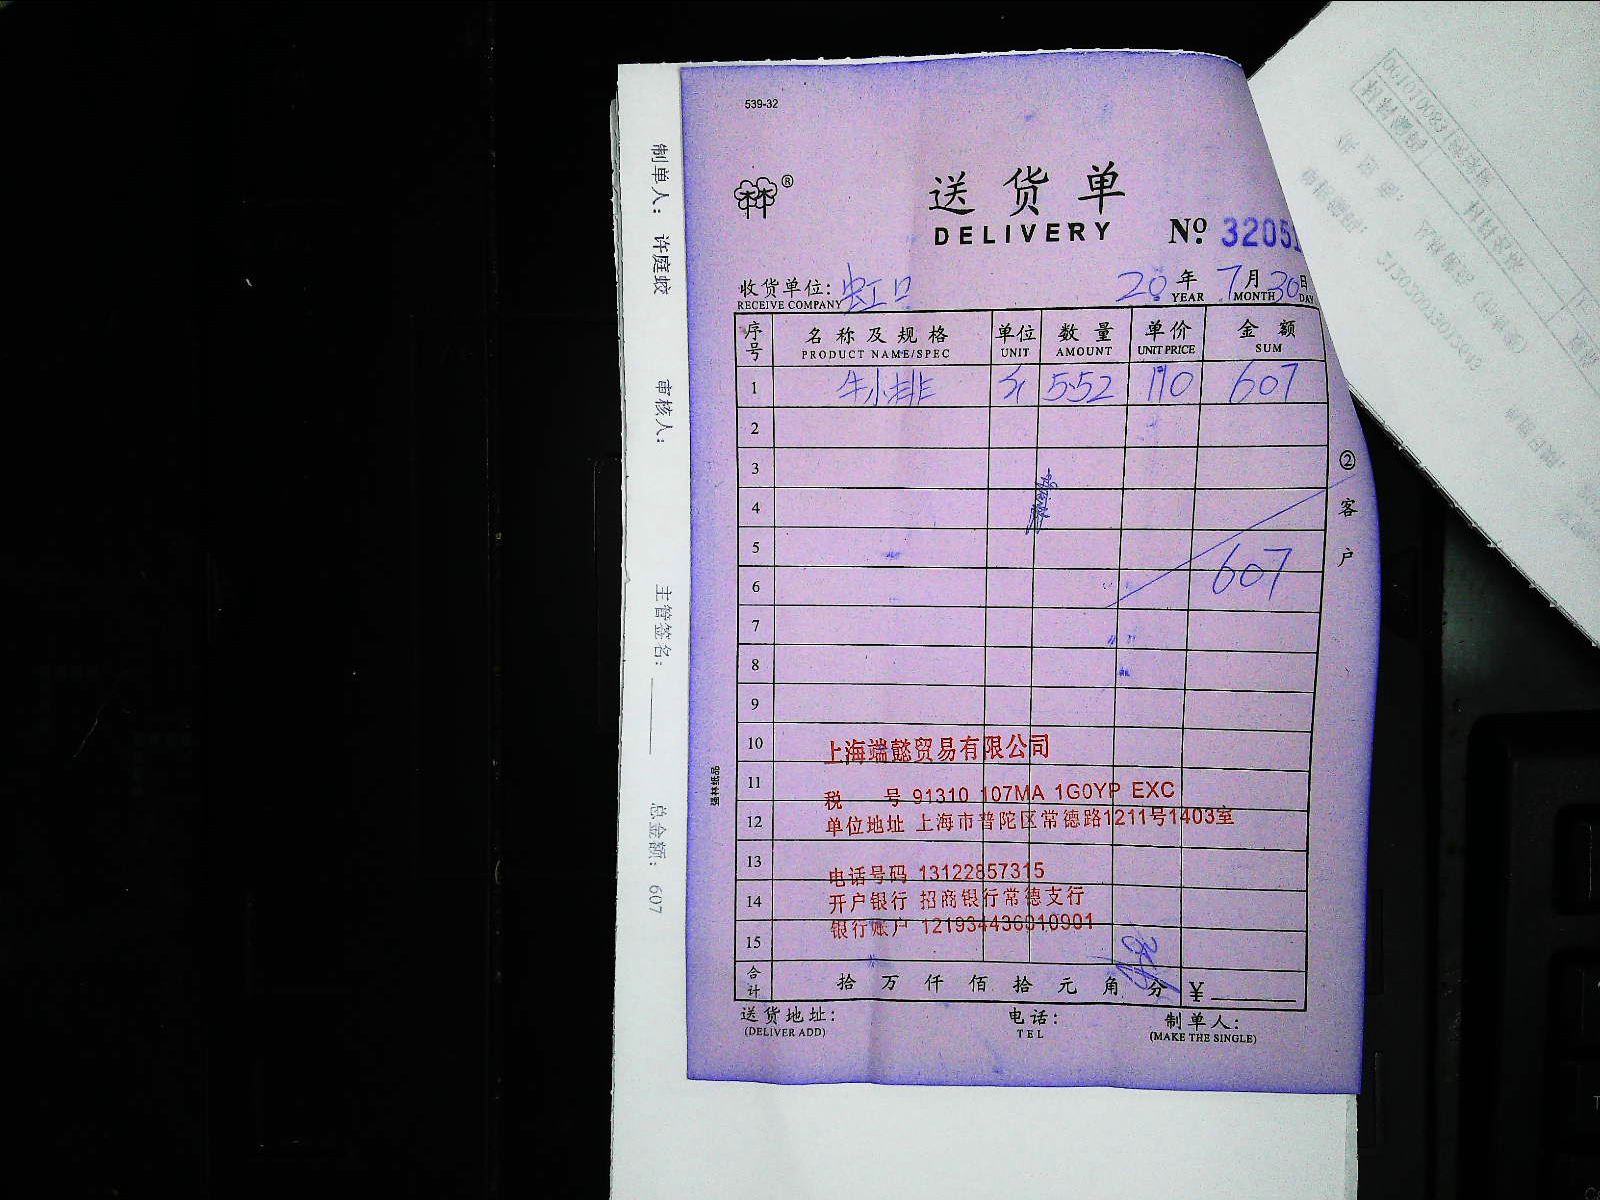 539-32
®
送货单
DELIVERY
№ 32051
收货单位: 虹口
RECEIVE COMPANY
20 年 7 月 30 日
YEAR MONTH DAY
序号 名称及规格 单位 数量 单价 金额
PRODUCT NAME/SPEC UNIT AMOUNT UNIT PRICE SUM
1 牛小排 斤 5.52 110 607
2
3
4
5
6 607
7
8
9
10
11
12
13
14
15
②客户
上海端懿贸易有限公司
税 号 91310 107MA 1G0YP EXC
单位地址 上海市普陀区常德路1211号1403室
电话号码 13122857315
开户银行 招商银行常德支行
银行账户 121934436010901
合计 拾 万 仟 佰 拾 元 角 分 ¥
送货地址: 电话: 制单人:
(DELIVER ADD) TEL (MAKE THE SINGLE)
制单人: 许庭蛟 审核人: 主管签名: 总金额: 607